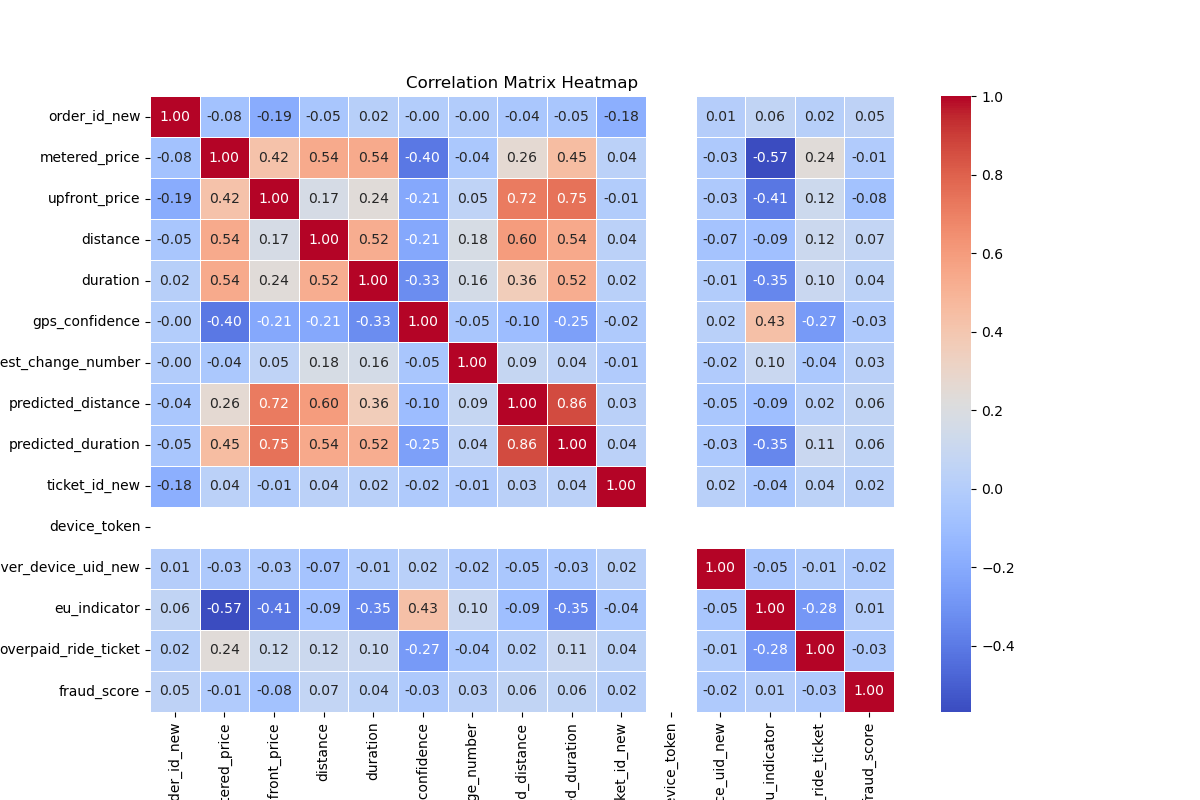 Correlation Matrix Heatmap
order_id_new 1.00 -0.08 -0.19 -0.05 0.02 -0.00 -0.00 -0.04 -0.05 -0.18 0.01 0.06 0.02 0.05
metered_price -0.08 1.00 0.42 0.54 0.54 -0.40 -0.04 0.26 0.45 0.04 -0.03 -0.57 0.24 -0.01
upfront_price -0.19 0.42 1.00 0.17 0.24 -0.21 0.05 0.72 0.75 -0.01 -0.03 -0.41 0.12 -0.08
distance -0.05 0.54 0.17 1.00 0.52 -0.21 0.18 0.60 0.54 0.04 -0.07 -0.09 0.12 0.07
duration 0.02 0.54 0.24 0.52 1.00 -0.33 0.16 0.36 0.52 0.02 -0.01 -0.35 0.10 0.04
gps_confidence -0.00 -0.40 -0.21 -0.21 -0.33 1.00 -0.05 -0.10 -0.25 -0.02 0.02 0.43 -0.27 -0.03
est_change_number -0.00 -0.04 0.05 0.18 0.16 -0.05 1.00 0.09 0.04 -0.01 -0.02 0.10 -0.04 0.03
predicted_distance -0.04 0.26 0.72 0.60 0.36 -0.10 0.09 1.00 0.86 0.03 -0.05 -0.09 0.02 0.06
predicted_duration -0.05 0.45 0.75 0.54 0.52 -0.25 0.04 0.86 1.00 0.04 -0.03 -0.35 0.11 0.06
ticket_id_new -0.18 0.04 -0.01 0.04 0.02 -0.02 -0.01 0.03 0.04 1.00 0.02 -0.04 0.04 0.02
device_token
ver_device_uid_new 0.01 -0.03 -0.03 -0.07 -0.01 0.02 -0.02 -0.05 -0.03 0.02 1.00 -0.05 -0.01 -0.02
eu_indicator 0.06 -0.57 -0.41 -0.09 -0.35 0.43 0.10 -0.09 -0.35 -0.04 -0.05 1.00 -0.28 0.01
overpaid_ride_ticket 0.02 0.24 0.12 0.12 0.10 -0.27 -0.04 0.02 0.11 0.04 -0.01 -0.28 1.00 -0.03
fraud_score 0.05 -0.01 -0.08 0.07 0.04 -0.03 0.03 0.06 0.06 0.02 -0.02 0.01 -0.03 1.00
der_id_new
tered_price
front_price
distance
duration
confidence
ge_number
d_distance
ed_duration
ket_id_new
evice_token
ce_uid_new
u_indicator
_ride_ticket
fraud_score
1.0
0.8
0.6
0.4
0.2
0.0
−0.2
−0.4